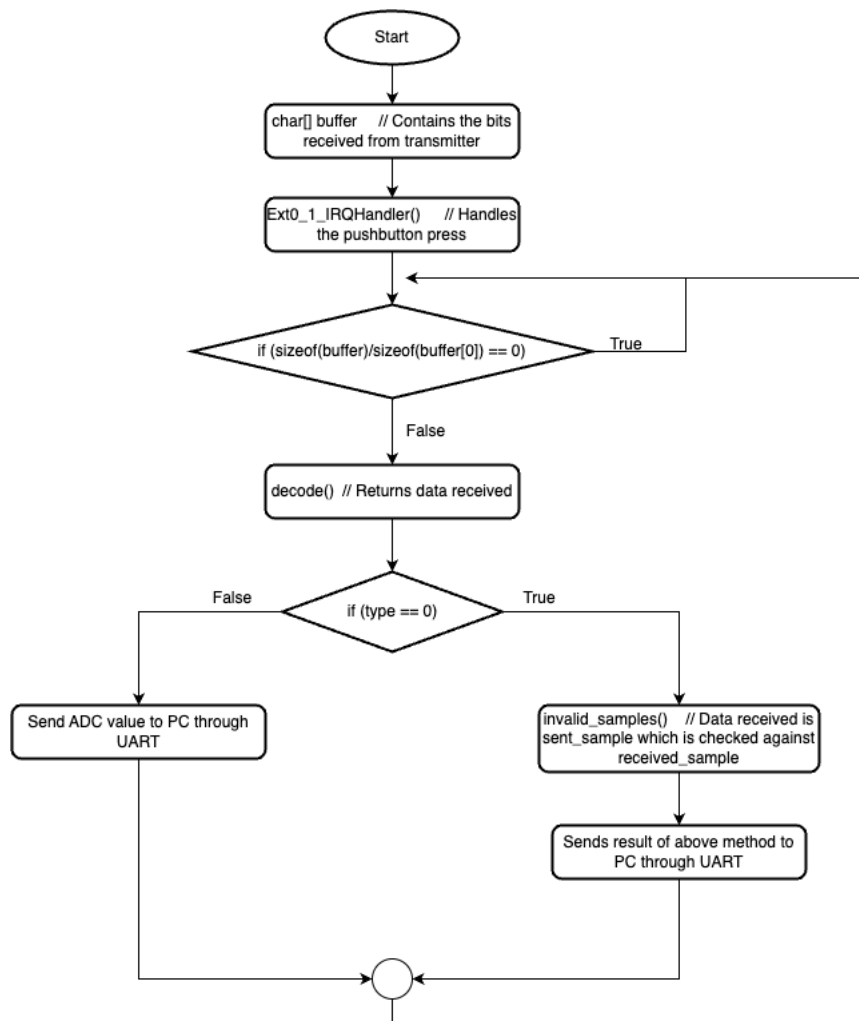 Start
char[] buffer // Contains the bits
received from transmitter
Ext0_1_IRQHandler() // Handles
the pushbutton press
if (sizeof(buffer)/sizeof(buffer[0]) == 0)
True
False
decode() // Returns data received
False
if (type == 0)
True
Send ADC value to PC through
UART
invalid_samples() // Data received is
sent_sample which is checked against
received_sample
Sends result of above method to
PC through UART